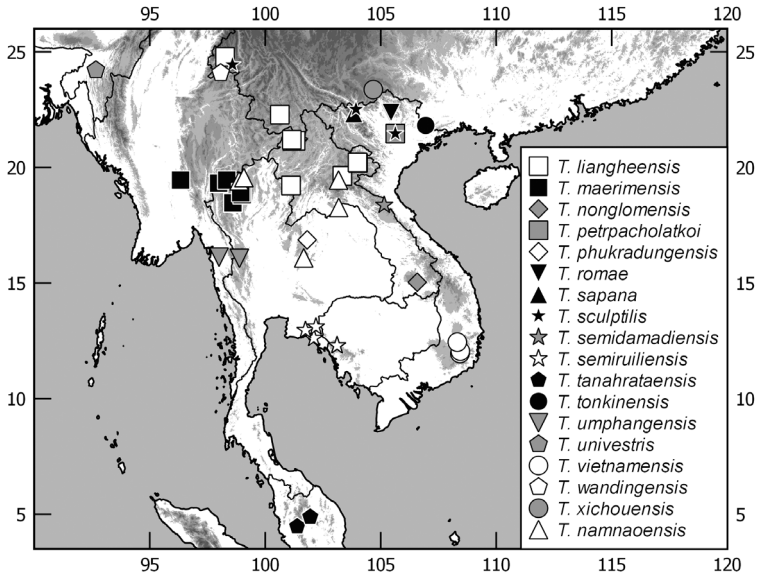 95 100 105 110 115 120
25 25
20 20
15 15
10 10
5 5
95 100 105 110 115 120
T. liangheensis
T. maerimensis
T. nonglomensis
T. petrpacholatkoi
T. phukradungensis
T. romae
T. sapana
T. sculptilis
T. semidamadiensis
T. semiruiliensis
T. tanahrataensis
T. tonkinensis
T. umphangensis
T. univestris
T. vietnamensis
T. wandingensis
T. xichouensis
T. namnaoensis